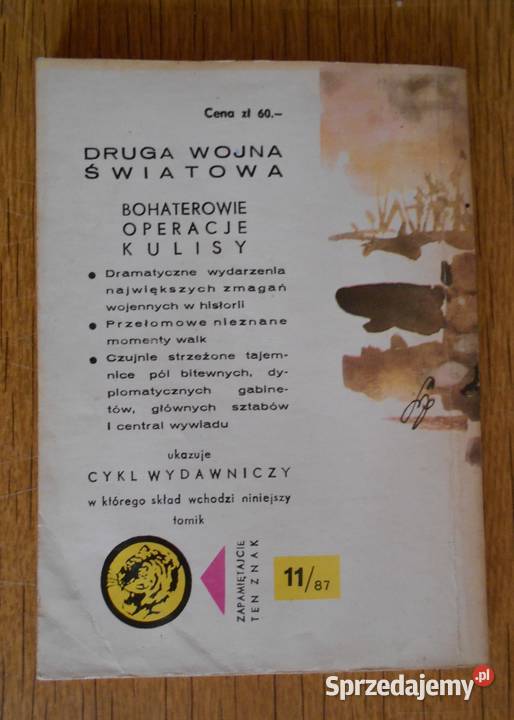 Cena zł 60.–
DRUGA WOJNA
ŚWIATOWA
BOHATEROWIE
OPERACJE
KULISY
● Dramatyczne wydarzenia
największych zmagań
wojennych w historii
● Przełomowe nieznane
momenty walk
● Czujnie strzeżone tajem-
nice pól bitewnych, dy-
plomatycznych gabine-
tów, głównych sztabów
i central wywiadu
ukazuje
CYKL WYDAWNICZY
w którego skład wchodzi niniejszy
tomik
ZAPAMIĘTAJCIE
TEN ZNAK
11/87
Sprzedajemy.pl